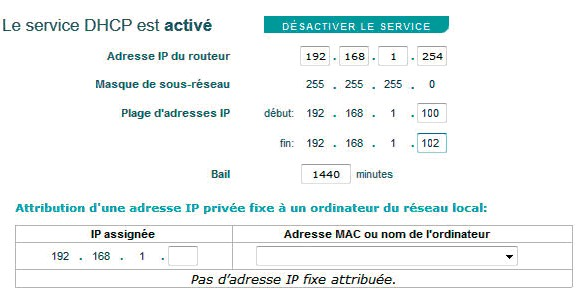 Le service DHCP est activé DÉSACTIVER LE SERVICE
Adresse IP du routeur 192 . 168 . 1 . 254
Masque de sous-réseau 255 . 255 . 255 . 0
Plage d'adresses IP début: 192 . 168 . 1 . 100
fin: 192 . 168 . 1 . 102
Bail 1440 minutes
Attribution d'une adresse IP privée fixe à un ordinateur du réseau local:
IP assignée Adresse MAC ou nom de l'ordinateur
192 . 168 . 1 .
Pas d'adresse IP fixe attribuée.